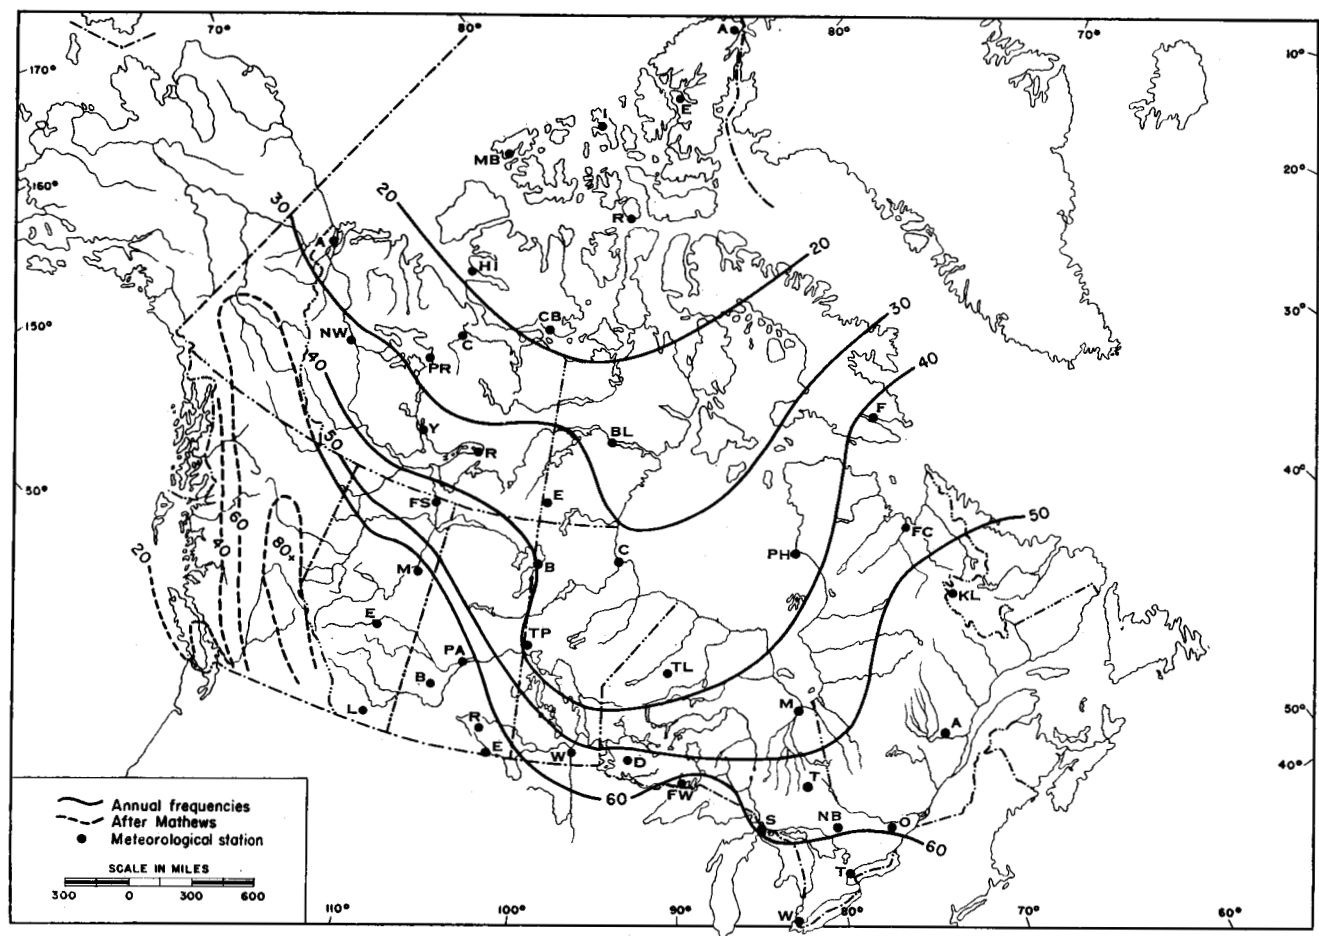 70° 80° 80° 70°
A
10°
170°
E
I
MB
20°
160°
20
30
R
A
20
HI
30°
150°
CB
30
NW
C
PR
40
40
F
50
Y
BL
R
40°
50°
FS
E
50
60
FC
20
40
80+
M
B
C
PH
KL
E
TP
PA
B
TL
L
M
50°
R
A
E
W
D
40°
T
FW
60
S
NB
O
60
T
W
Annual frequencies
After Mathews
Meteorological station
SCALE IN MILES
300 0 300 600
110° 100° 90° 80° 70° 60°